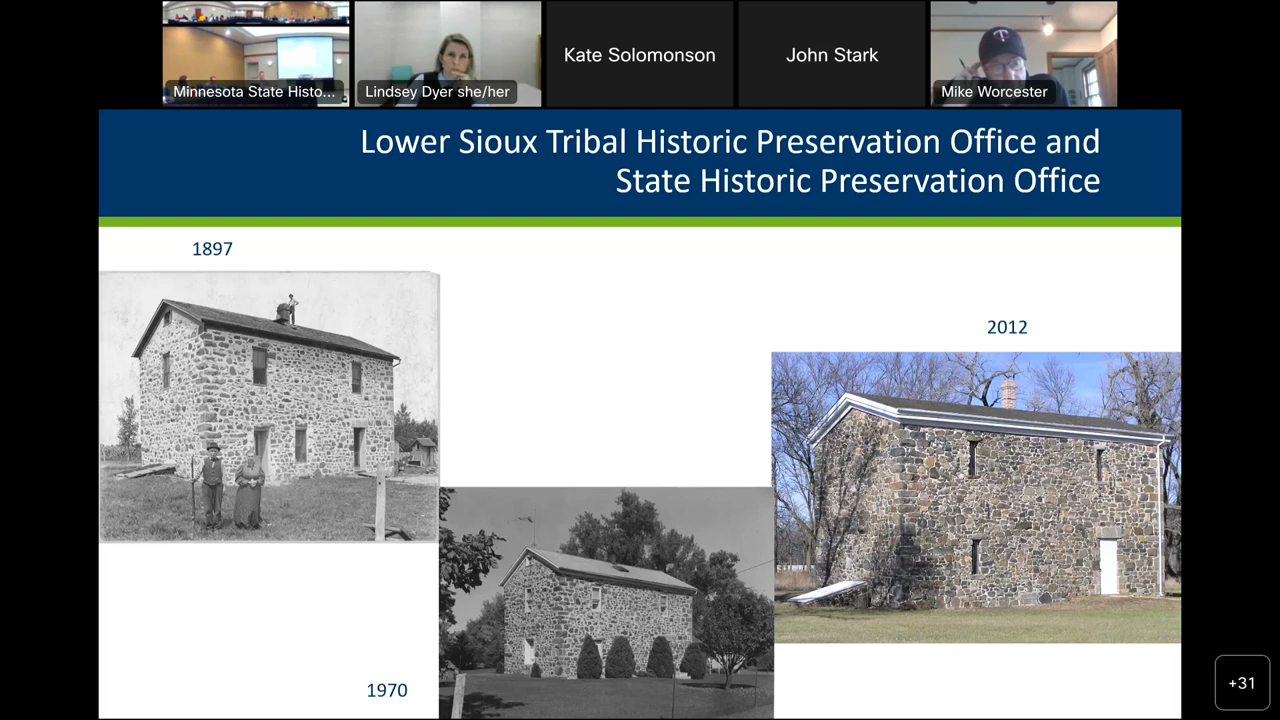 Minnesota State Histo...
Lindsey Dyer she/her
Kate Solomonson
John Stark
Mike Worcester
Lower Sioux Tribal Historic Preservation Office and
State Historic Preservation Office
1897
2012
1970
+31